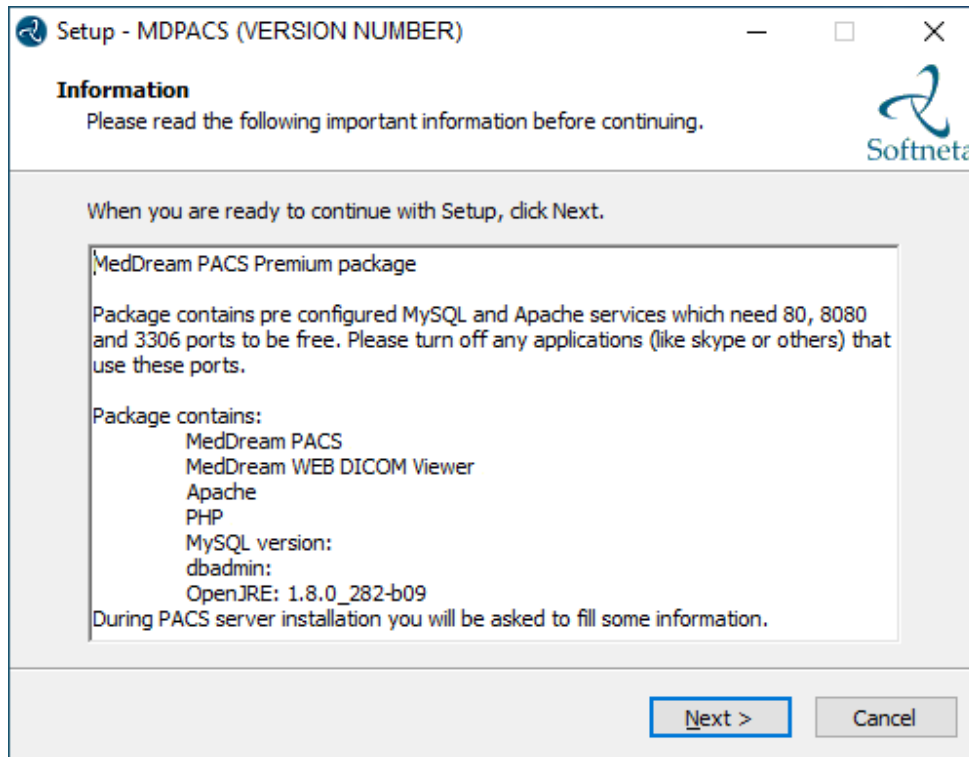 Setup - MDPACS (VERSION NUMBER)
Information
Please read the following important information before continuing.
Softneta
When you are ready to continue with Setup, click Next.
MedDream PACS Premium package
Package contains pre configured MySQL and Apache services which need 80, 8080
and 3306 ports to be free. Please turn off any applications (like skype or others) that
use these ports.
Package contains:
MedDream PACS
MedDream WEB DICOM Viewer
Apache
PHP
MySQL version:
dbadmin:
OpenJRE: 1.8.0_282-b09
During PACS server installation you will be asked to fill some information.
Next >
Cancel